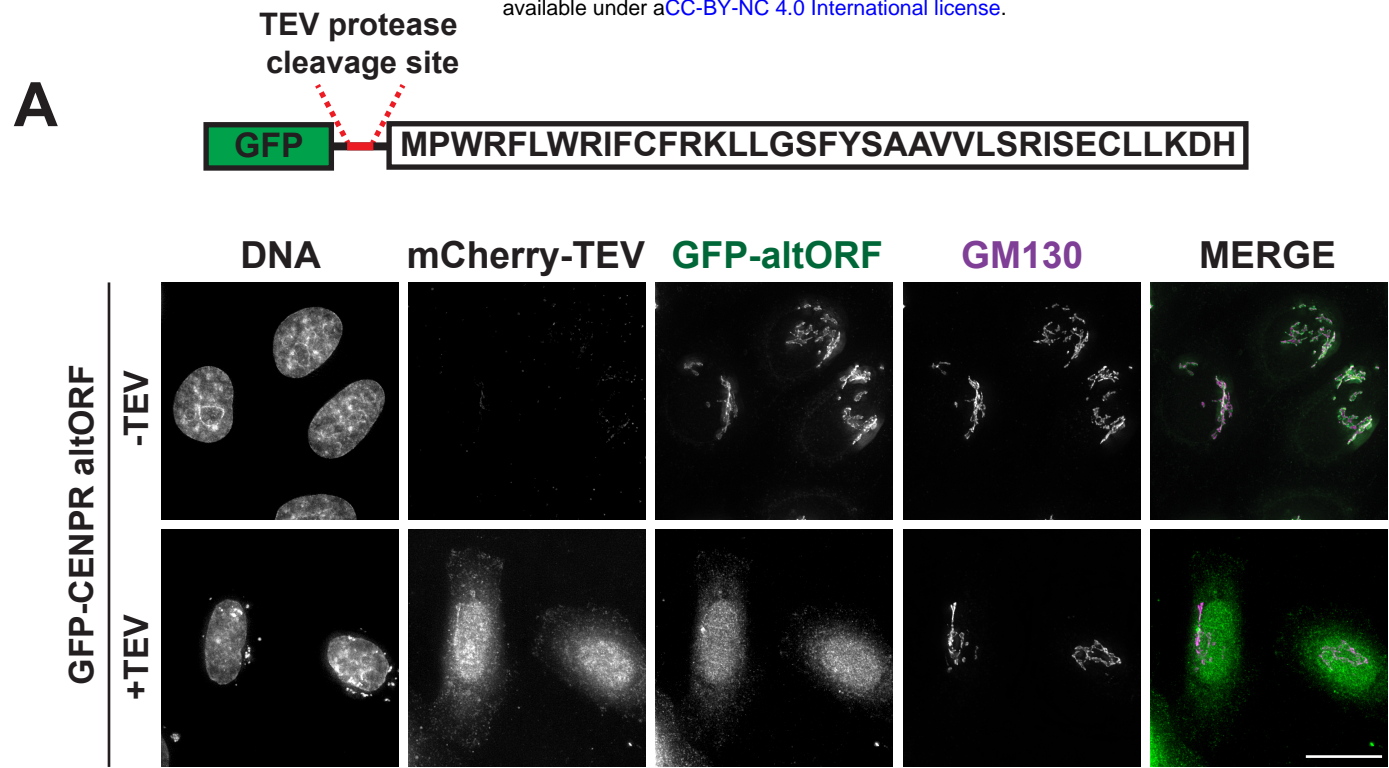 available under aCC-BY-NC 4.0 International license.
TEV protease
cleavage site
A
GFP
MPWRFLWRIFCFRKLLGSFYSAAVVLSRISECLLKDH
DNA
mCherry-TEV
GFP-altORF
GM130
MERGE
GFP-CENPR altORF
-TEV
+TEV